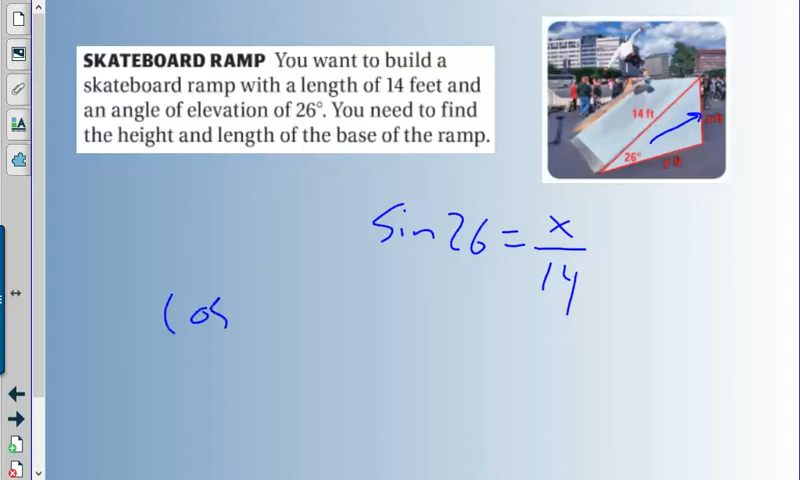 SKATEBOARD RAMP You want to build a
skateboard ramp with a length of 14 feet and
an angle of elevation of 26°. You need to find
the height and length of the base of the ramp.
14 ft
x ft
26°
y ft
sin 26 = x
14
cos